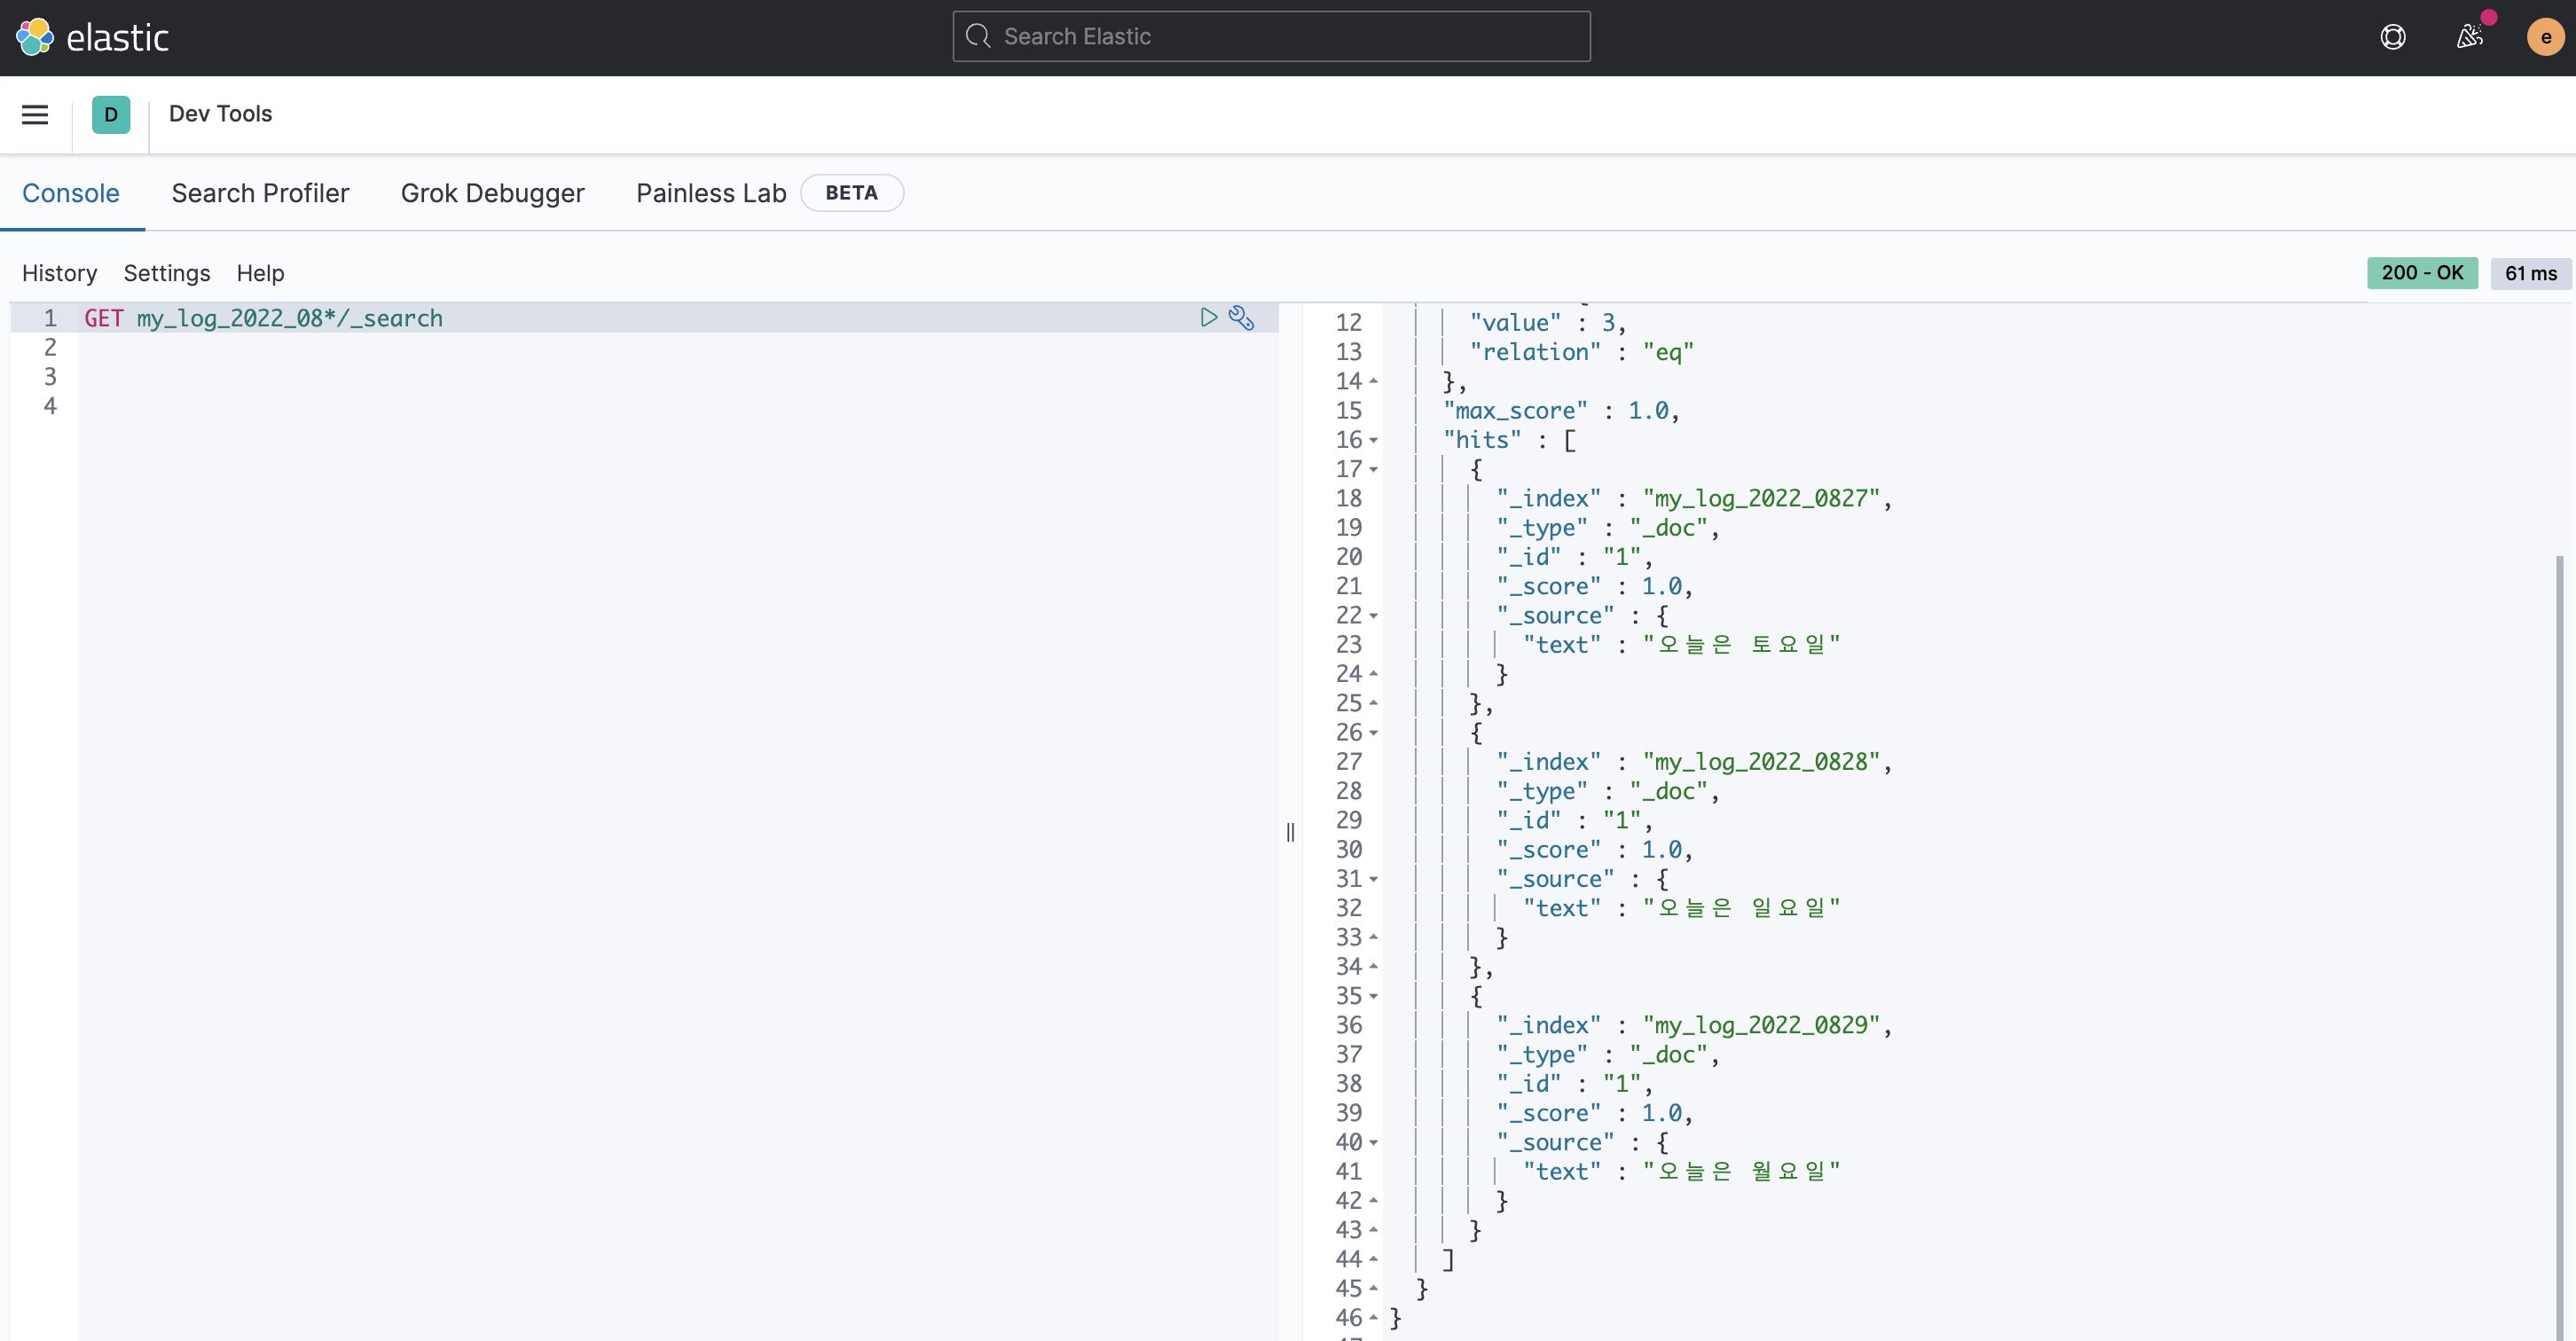 elastic
Search Elastic
e
D
Dev Tools
Console Search Profiler Grok Debugger Painless Lab BETA
History Settings Help
200 - OK 61 ms
1 GET my_log_2022_08*/_search
2
3
4
12 "value" : 3,
13 "relation" : "eq"
14 },
15 "max_score" : 1.0,
16 "hits" : [
17 {
18 "_index" : "my_log_2022_0827",
19 "_type" : "_doc",
20 "_id" : "1",
21 "_score" : 1.0,
22 "_source" : {
23 "text" : "오늘은 토요일"
24 }
25 },
26 {
27 "_index" : "my_log_2022_0828",
28 "_type" : "_doc",
29 "_id" : "1",
30 "_score" : 1.0,
31 "_source" : {
32 "text" : "오늘은 일요일"
33 }
34 },
35 {
36 "_index" : "my_log_2022_0829",
37 "_type" : "_doc",
38 "_id" : "1",
39 "_score" : 1.0,
40 "_source" : {
41 "text" : "오늘은 월요일"
42 }
43 }
44 ]
45 }
46 }